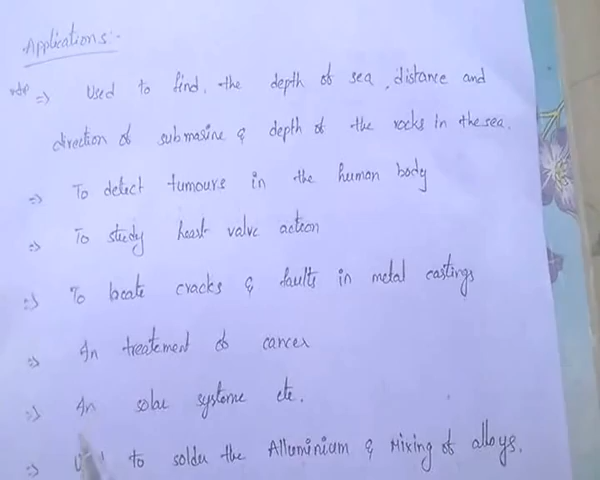 Applications:-
=> Used to find, the depth of sea, distance and
direction of submarine & depth of the rocks in the sea.
=> To detect tumours in the human body
=> To study heart valve action
=> To locate cracks & faults in metal castings
=> In treatement of cancer
=> In solar systeme etc.
=> to solder the Alluminium & Mixing of alloys.